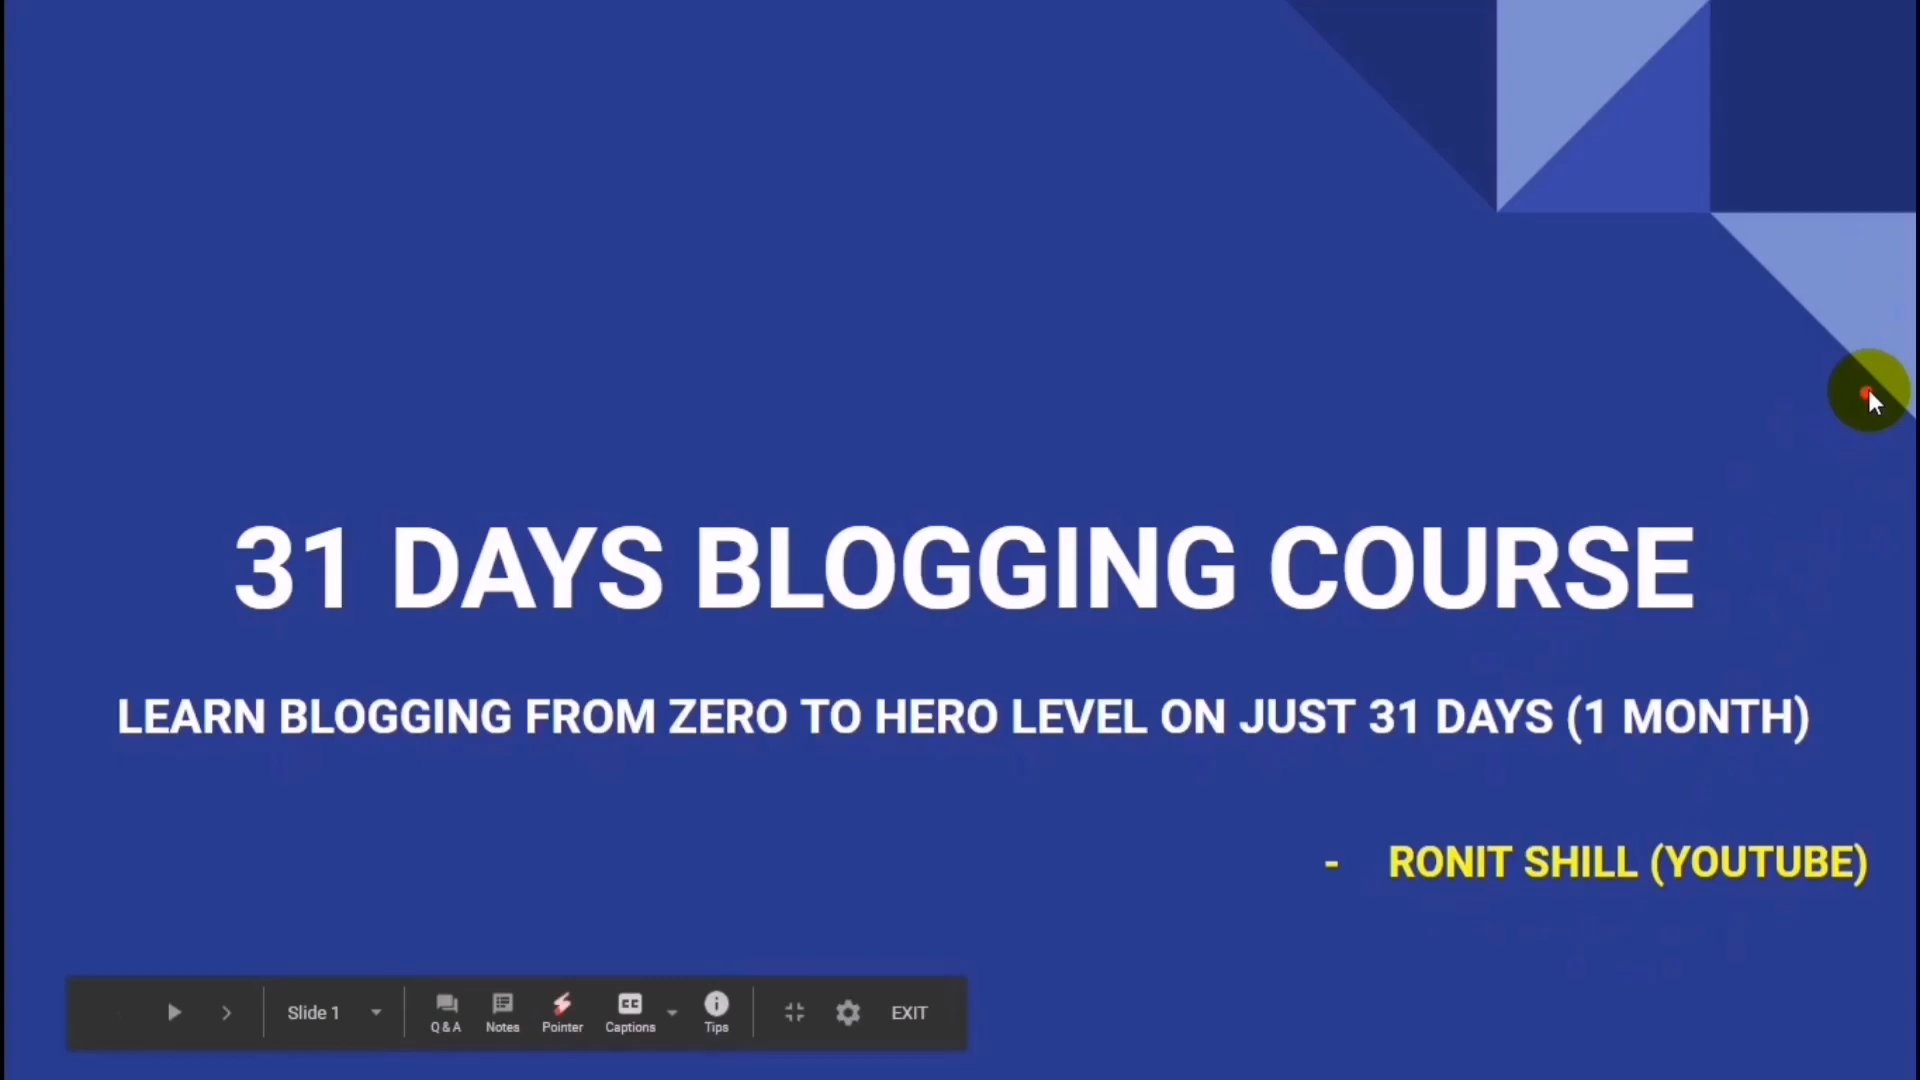 31 DAYS BLOGGING COURSE
LEARN BLOGGING FROM ZERO TO HERO LEVEL ON JUST 31 DAYS (1 MONTH)
- RONIT SHILL (YOUTUBE)
Slide 1 Q & A Notes Pointer CC Captions Tips EXIT